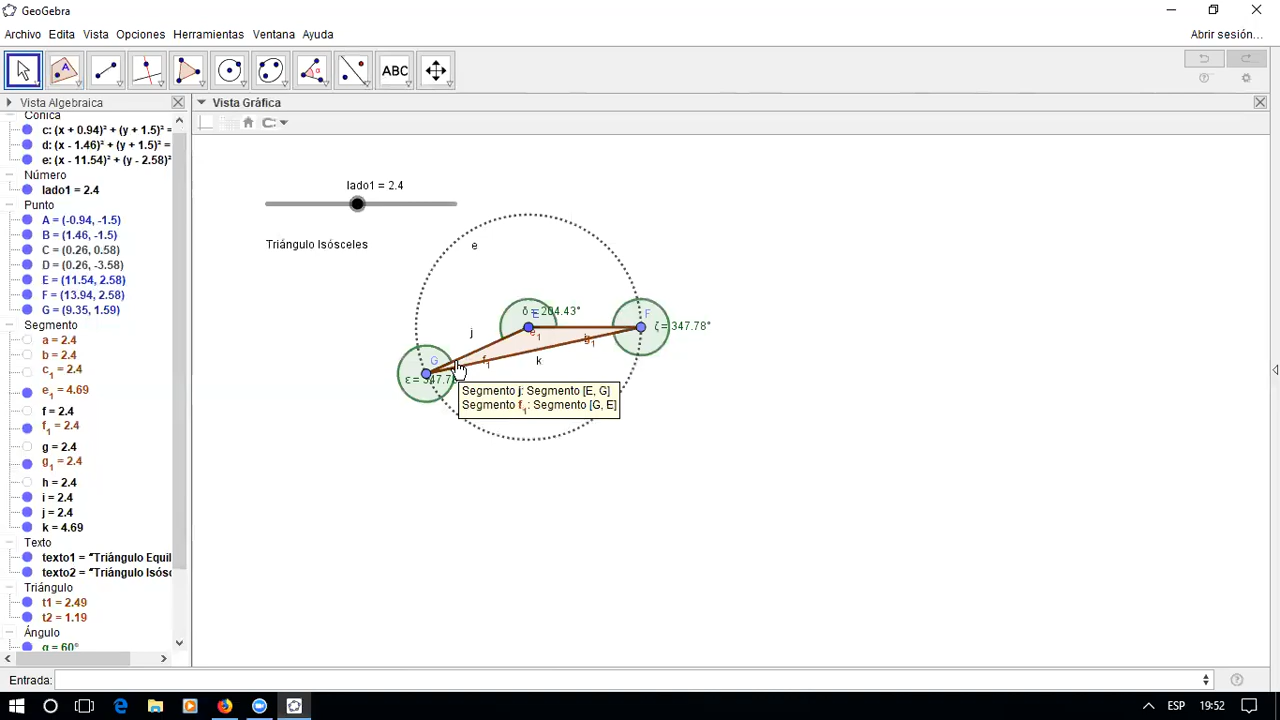 GeoGebra
Archivo Edita Vista Opciones Herramientas Ventana Ayuda
Abrir sesión...
ABC
Vista Algebraica
Vista Gráfica
Cónica
c: (x + 0.94)² + (y + 1.5)² =
d: (x - 1.46)² + (y + 1.5)² =
e: (x - 11.54)² + (y - 2.58)²
Número
lado1 = 2.4
Punto
A = (-0.94, -1.5)
B = (1.46, -1.5)
C = (0.26, 0.58)
D = (0.26, -3.58)
E = (11.54, 2.58)
F = (13.94, 2.58)
G = (9.35, 1.59)
Segmento
a = 2.4
b = 2.4
c₁ = 2.4
e₁ = 4.69
f = 2.4
f₁ = 2.4
g = 2.4
g₁ = 2.4
h = 2.4
i = 2.4
j = 2.4
k = 4.69
Texto
texto1 = "Triángulo Equil
texto2 = "Triángulo Isósc
Triángulo
t1 = 2.49
t2 = 1.19
Ángulo
α = 60°
lado1 = 2.4
Triángulo Isósceles
e
δ = 204.43°
E
F
j
e₁
g₁
ζ = 347.78°
G
f₁
k
ε = 347.78
Segmento j: Segmento [E, G]
Segmento f₁: Segmento [G, E]
Entrada:
ESP 19:52